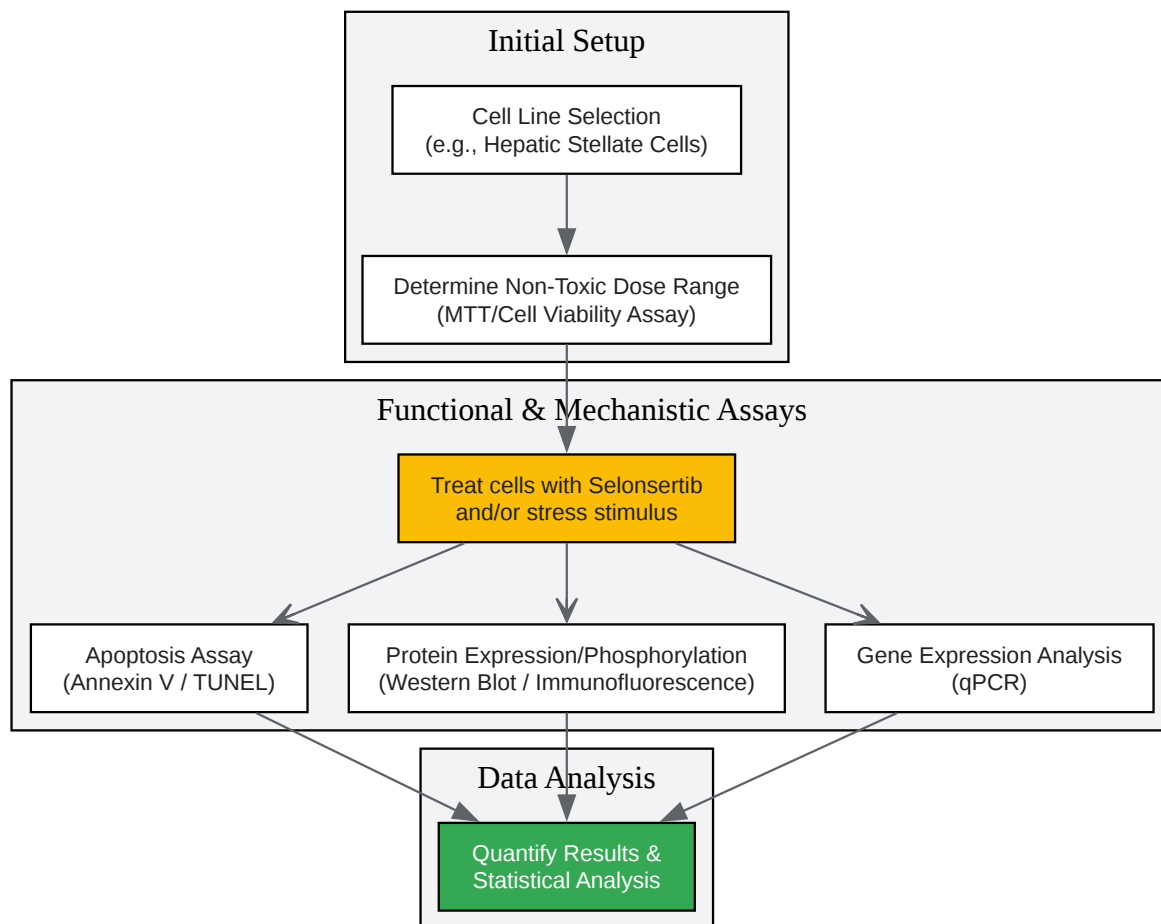 Initial Setup
Cell Line Selection
(e.g., Hepatic Stellate Cells)
Determine Non-Toxic Dose Range
(MTT/Cell Viability Assay)
Functional & Mechanistic Assays
Treat cells with Selonsertib
and/or stress stimulus
Apoptosis Assay
(Annexin V / TUNEL)
Protein Expression/Phosphorylation
(Western Blot / Immunofluorescence)
Gene Expression Analysis
(qPCR)
Data Analysis
Quantify Results &
Statistical Analysis